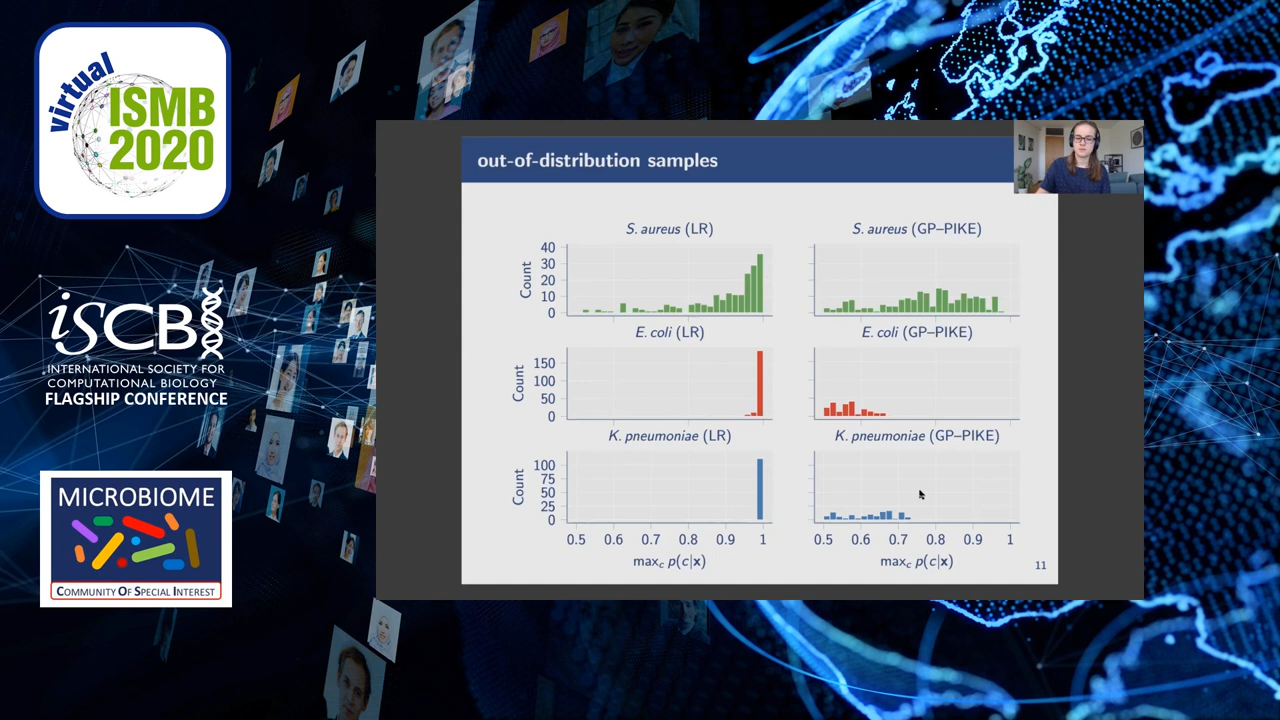 virtual
ISMB
2020
iSCB
INTERNATIONAL SOCIETY FOR
COMPUTATIONAL BIOLOGY
FLAGSHIP CONFERENCE
MICROBIOME
COMMUNITY OF SPECIAL INTEREST
out-of-distribution samples
S. aureus (LR)
S. aureus (GP–PIKE)
Count
40
30
20
10
0
E. coli (LR)
E. coli (GP–PIKE)
Count
150
100
50
0
K. pneumoniae (LR)
K. pneumoniae (GP–PIKE)
Count
100
75
50
25
0
0.5 0.6 0.7 0.8 0.9 1
0.5 0.6 0.7 0.8 0.9 1
max_c p(c|x)
max_c p(c|x)
11